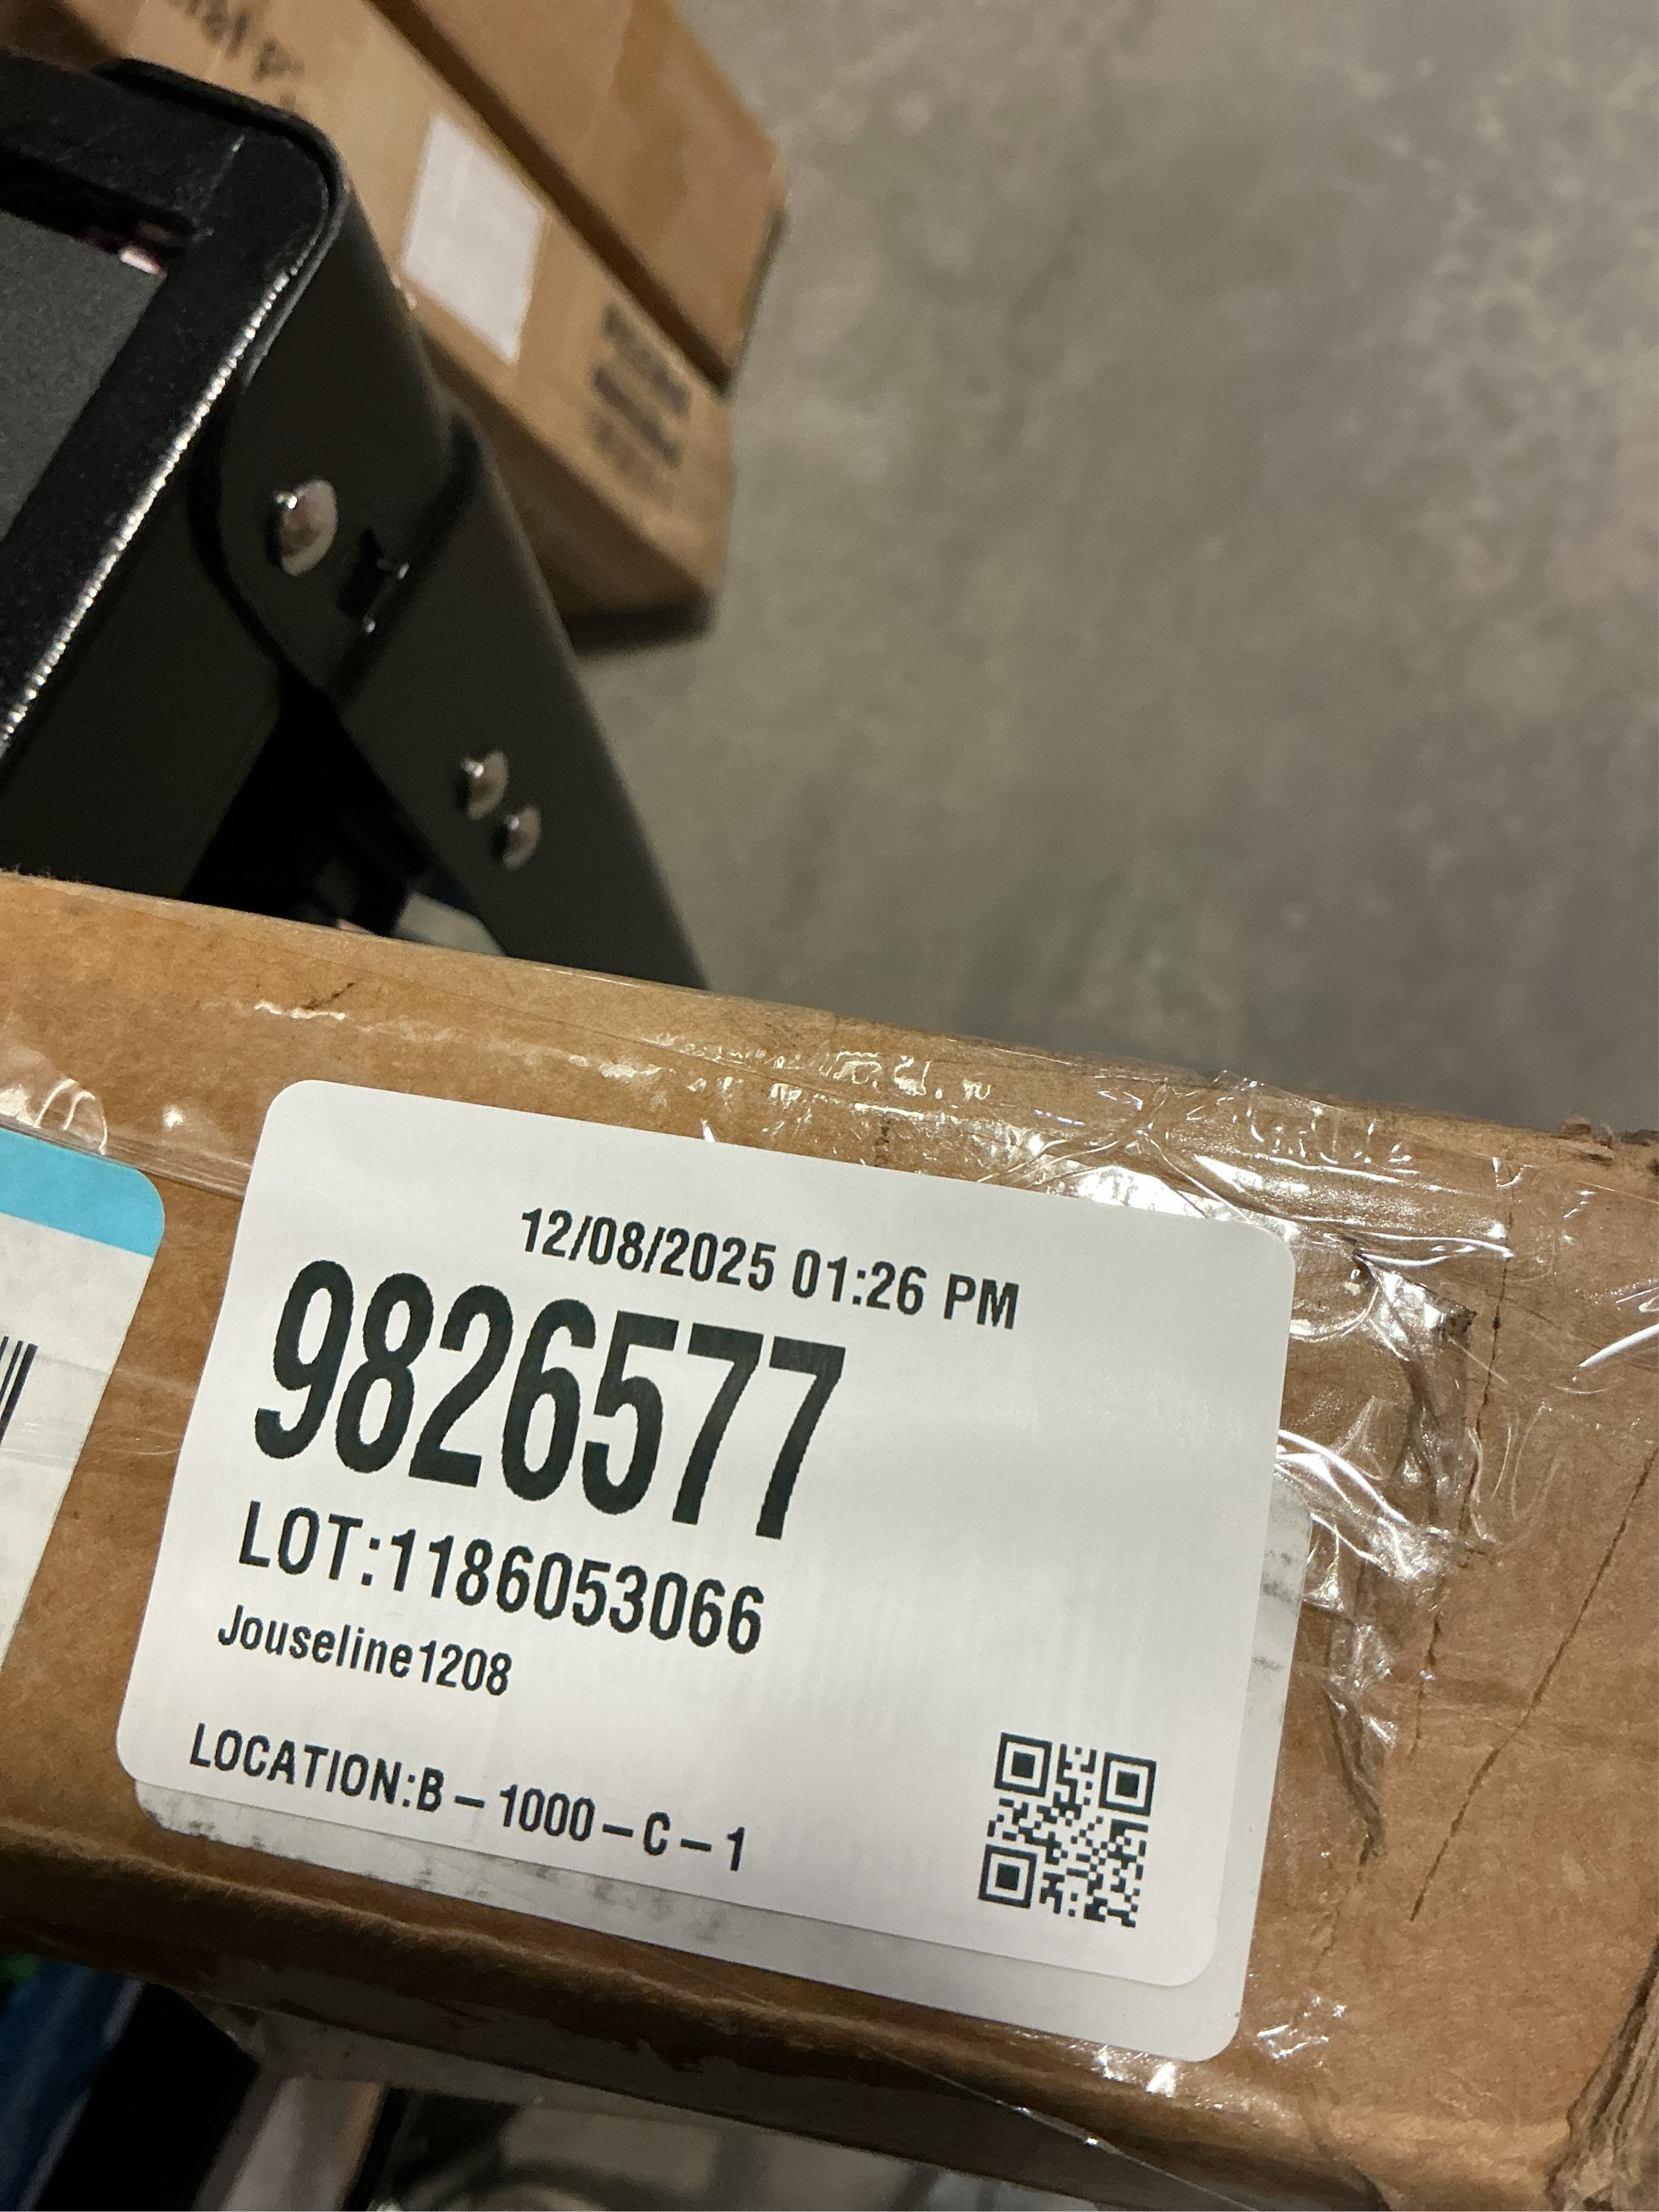 12/08/2025 01:26 PM
9826577
LOT:1186053066
Jouseline1208
LOCATION:B – 1000 – C – 1